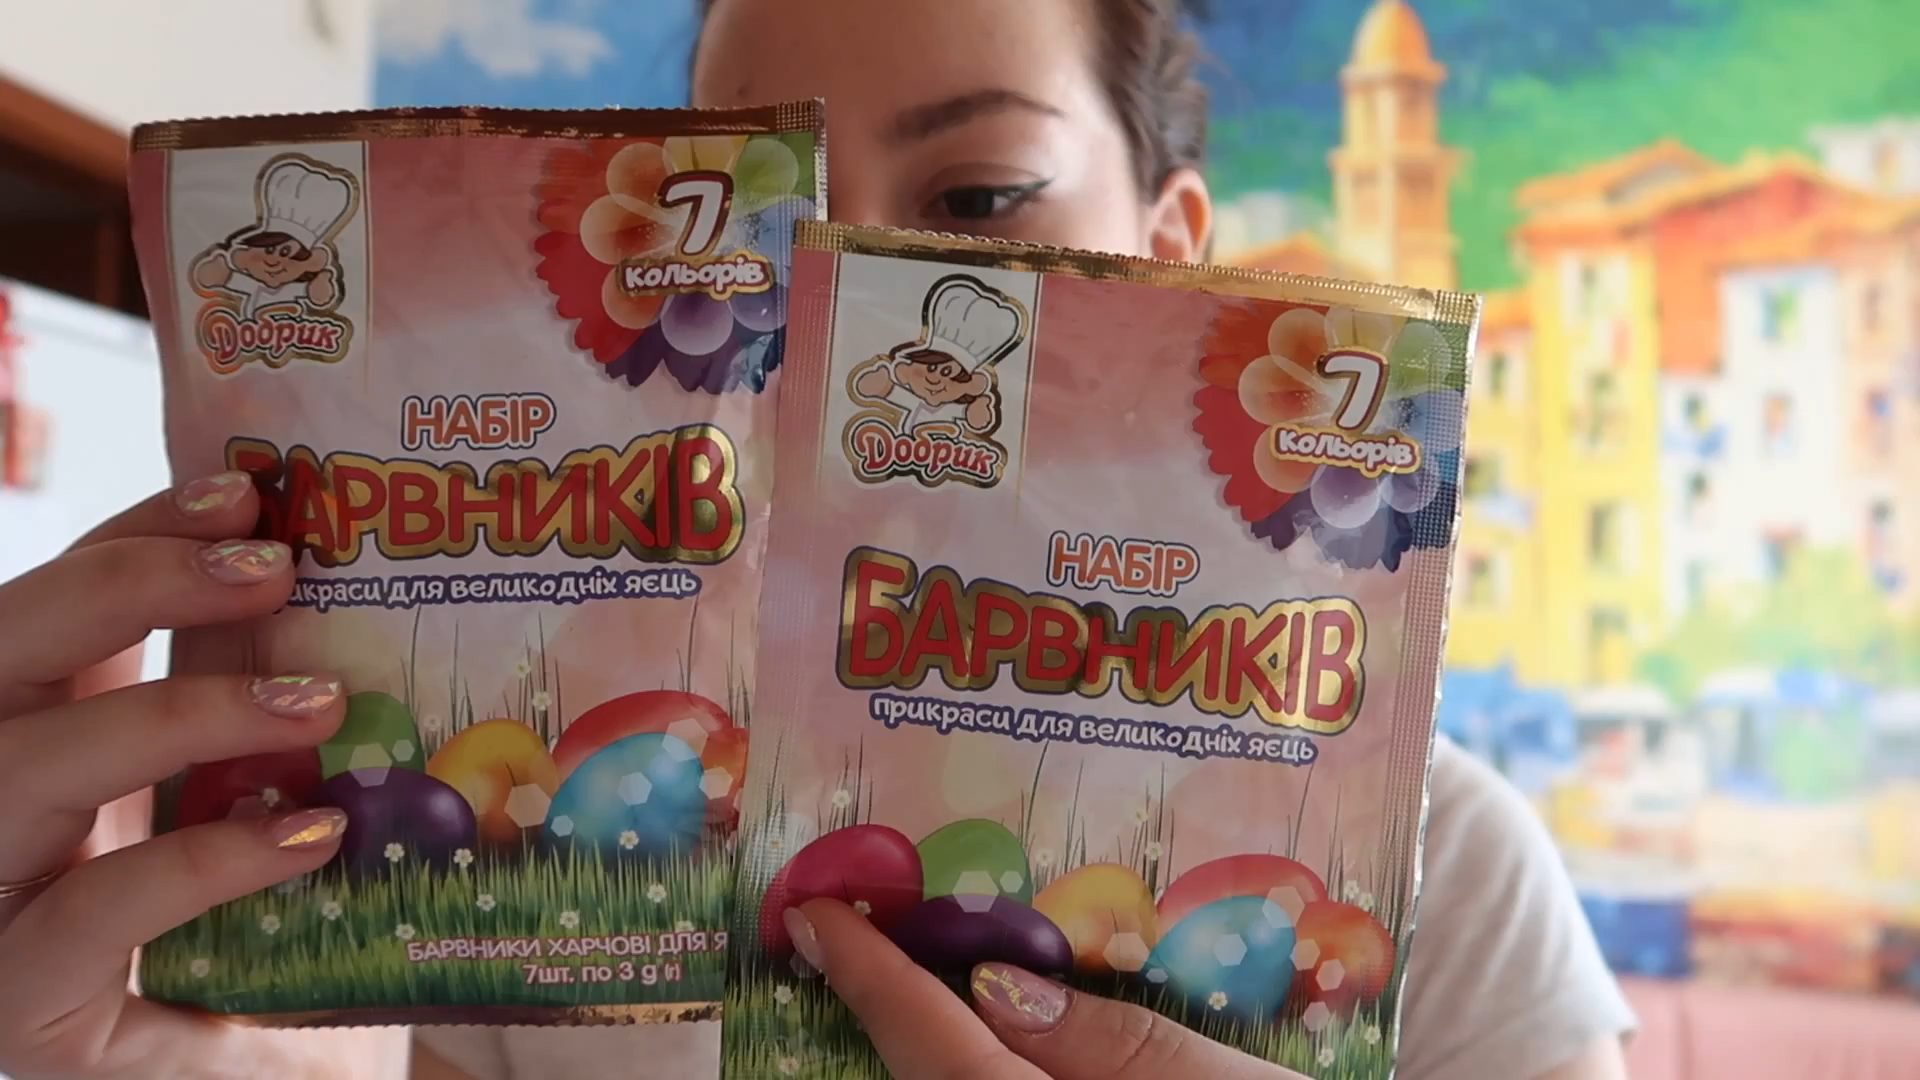 7
кольорів
Добрик
НАБІР
БАРВНИКІВ
прикраси для великодніх яєць
БАРВНИКИ ХАРЧОВІ ДЛЯ
7шт. по 3 g (г)
7
кольорів
Добрик
НАБІР
БАРВНИКІВ
прикраси для великодніх яєць